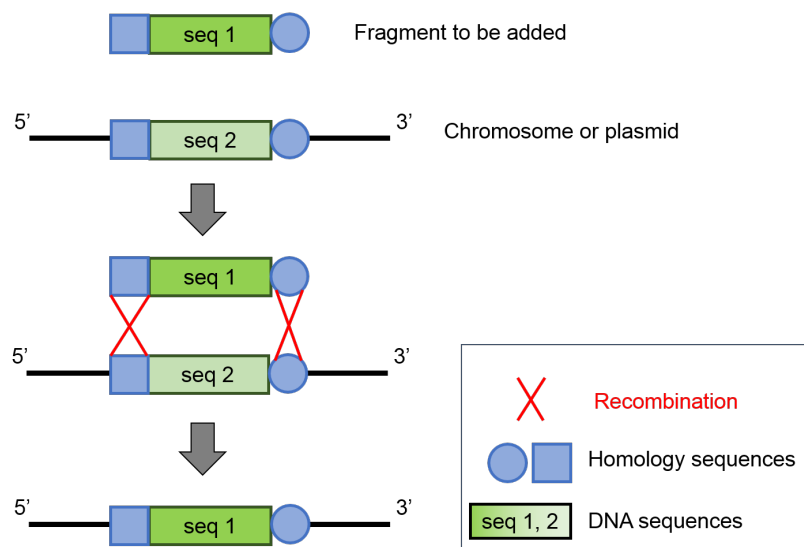 seq 1
Fragment to be added
5’
3’
seq 2
Chromosome or plasmid
seq 1
5’
3’
seq 2
Recombination
Homology sequences
5’
3’
seq 1
seq 1, 2
DNA sequences